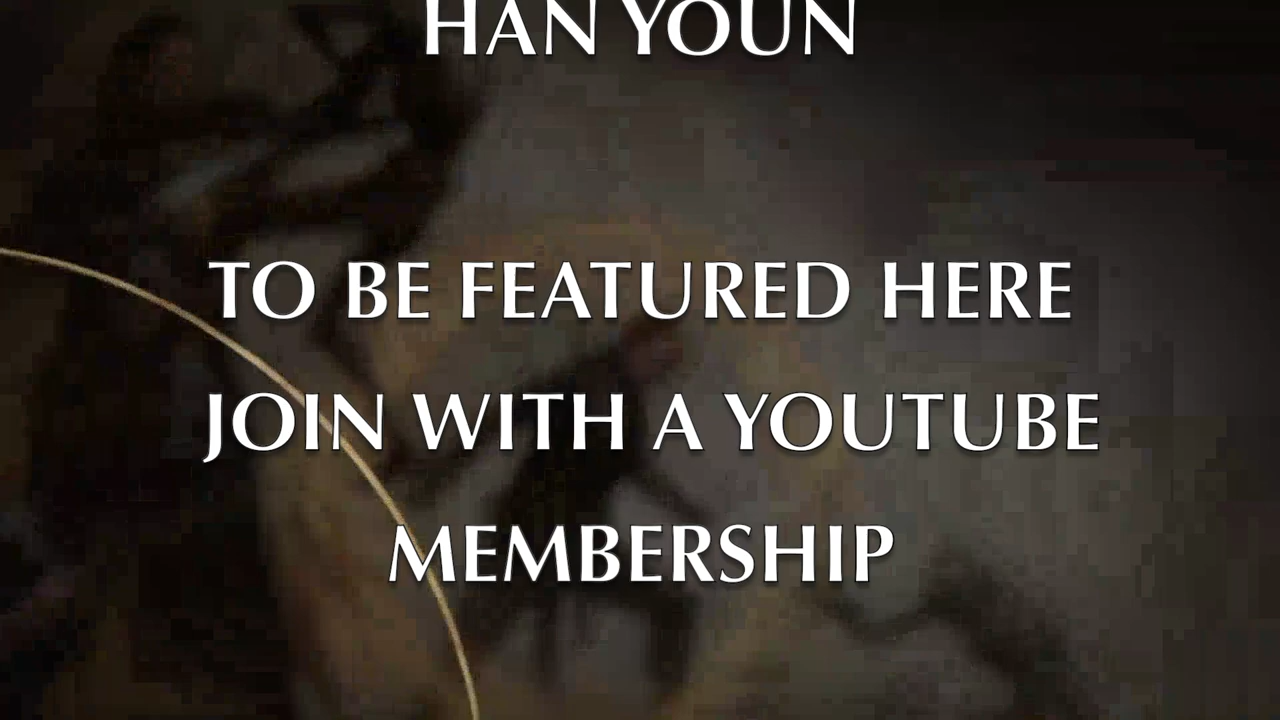 HAN YOUN
TO BE FEATURED HERE
JOIN WITH A YOUTUBE
MEMBERSHIP